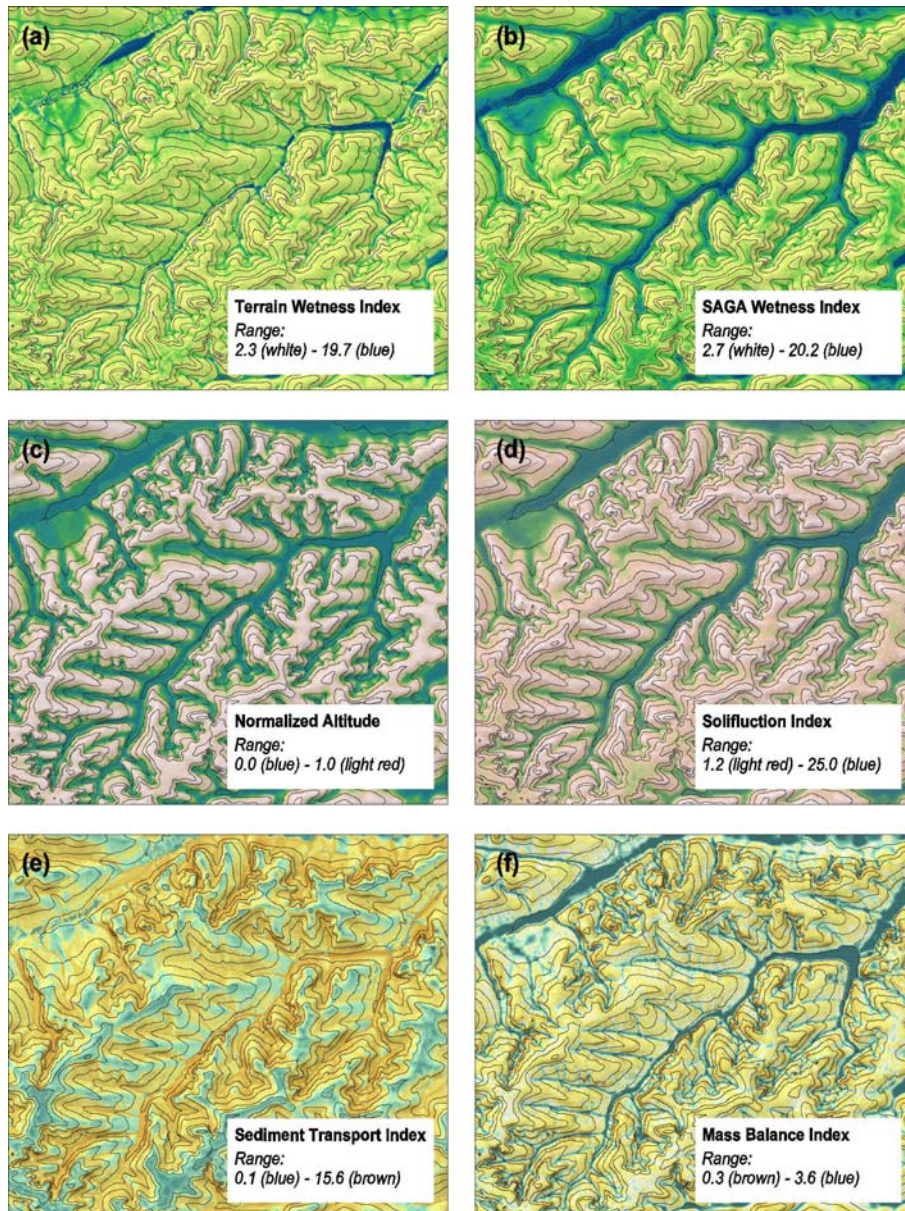 (a)
Terrain Wetness Index
Range:
2.3 (white) - 19.7 (blue)
(b)
SAGA Wetness Index
Range:
2.7 (white) - 20.2 (blue)
(c)
Normalized Altitude
Range:
0.0 (blue) - 1.0 (light red)
(d)
Solifluction Index
Range:
1.2 (light red) - 25.0 (blue)
(e)
Sediment Transport Index
Range:
0.1 (blue) - 15.6 (brown)
(f)
Mass Balance Index
Range:
0.3 (brown) - 3.6 (blue)